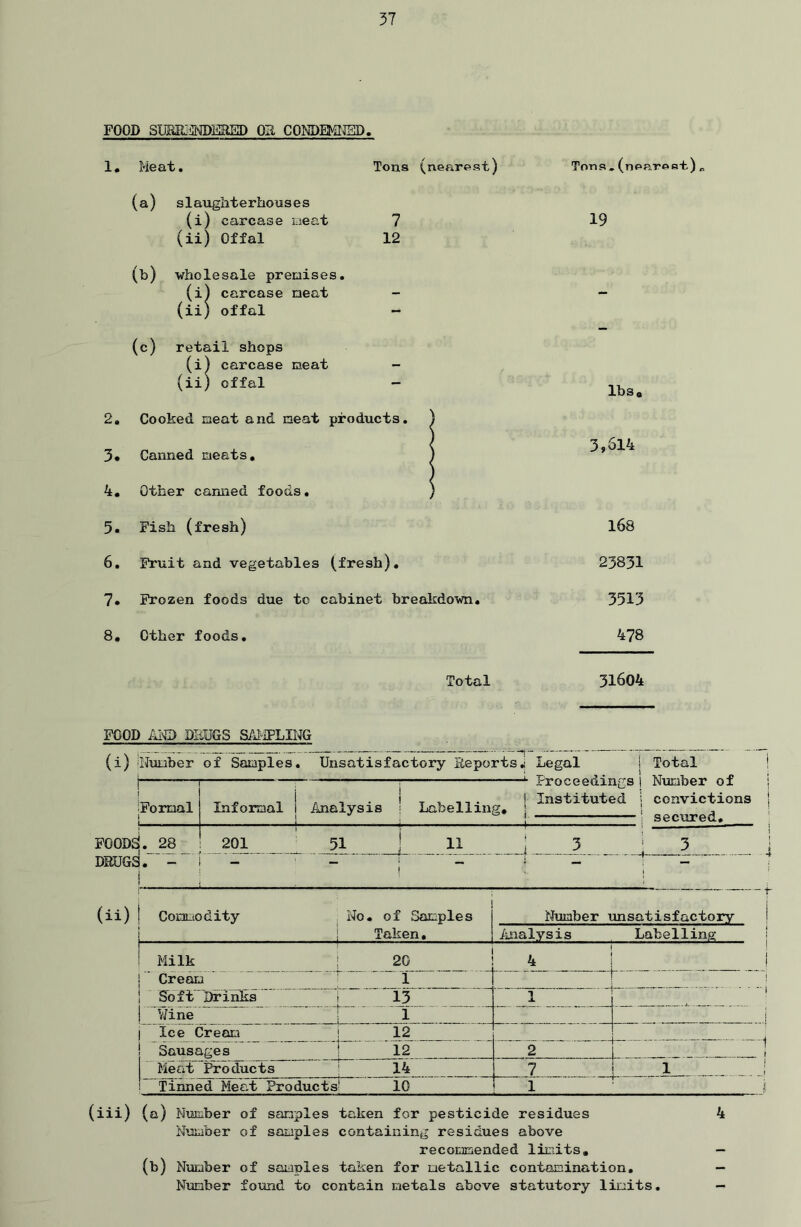 37
FOOD SURRENDERED OR CONDEMNED.
1. Meat. Tons (nearest) Tons.(nearest).
(a) slaughterhouses
(i) carcase meat 7 19
(ii) Offal 12
(b) wholesale premises.
(i) carcase meat - -
(ii) offal -
-
(c) retail shops
(i) carcase meat -
(ii) offal -
lbs.
2. Cooked meat and meat products. )
3. Canned meats. ) 3,614
4. Other canned foods. )
5. Fish (fresh) 168
6. Fruit and vegetables (fresh). 23831
7. Frozen foods due to cabinet breakdown. 3513
8. Other foods. 478
Total 31604
FOOD AND DRUGS SAMPLING
(i) Number of Samples. Unsatisfactory Reports. Legal Total
Proceedings Number of
Formal Informal Analysis Labelling. Instituted convictions
secured.
FOODS. 28 201 51 11 3 3
DRUGS. - - - - - -
(ii) Commodity No. of Samples Number unsatisfactory
Taken. Analysis Labelling
Milk 20 4
Cream 1
Soft Drinks 13 1
Wine 1
Ice Cream 12
Sausages 12 2
Meat Products 14 7 1
Tinned Meat Products 10 1
(iii) (a) Number of samples taken for pesticide residues 4
Number of samples containing residues above
recommended limits. -
(b) Number of samples taken for metallic contamination. -
Number found to contain metals above statutory limits. -